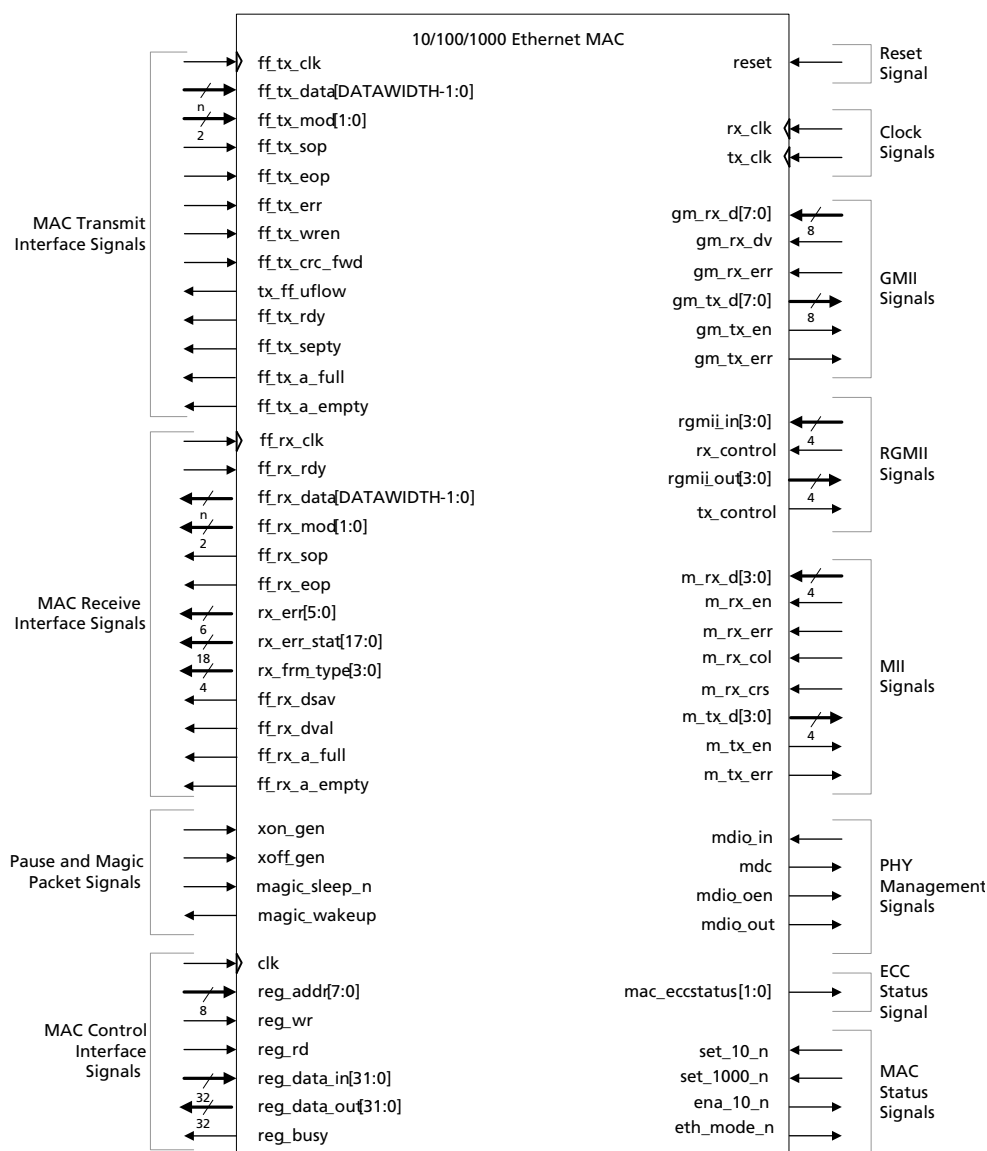 10/100/1000 Ethernet MAC
MAC Transmit
Interface Signals
ff_tx_clk
ff_tx_data[DATAWIDTH-1:0]
n
ff_tx_mod[1:0]
2
ff_tx_sop
ff_tx_eop
ff_tx_err
ff_tx_wren
ff_tx_crc_fwd
tx_ff_uflow
ff_tx_rdy
ff_tx_septy
ff_tx_a_full
ff_tx_a_empty
MAC Receive
Interface Signals
ff_rx_clk
ff_rx_rdy
ff_rx_data[DATAWIDTH-1:0]
n
ff_rx_mod[1:0]
2
ff_rx_sop
ff_rx_eop
rx_err[5:0]
6
rx_err_stat[17:0]
18
rx_frm_type[3:0]
4
ff_rx_dsav
ff_rx_dval
ff_rx_a_full
ff_rx_a_empty
Pause and Magic
Packet Signals
xon_gen
xoff_gen
magic_sleep_n
magic_wakeup
MAC Control
Interface
Signals
clk
reg_addr[7:0]
8
reg_wr
reg_rd
reg_data_in[31:0]
32
reg_data_out[31:0]
32
reg_busy
reset
Reset
Signal
rx_clk
tx_clk
Clock
Signals
gm_rx_d[7:0]
8
gm_rx_dv
gm_rx_err
gm_tx_d[7:0]
8
gm_tx_en
gm_tx_err
GMII
Signals
rgmii_in[3:0]
4
rx_control
rgmii_out[3:0]
4
tx_control
RGMII
Signals
m_rx_d[3:0]
4
m_rx_en
m_rx_err
m_rx_col
m_rx_crs
m_tx_d[3:0]
4
m_tx_en
m_tx_err
MII
Signals
mdio_in
mdc
mdio_oen
mdio_out
PHY
Management
Signals
mac_eccstatus[1:0]
ECC
Status
Signal
set_10_n
set_1000_n
ena_10_n
eth_mode_n
MAC
Status
Signals